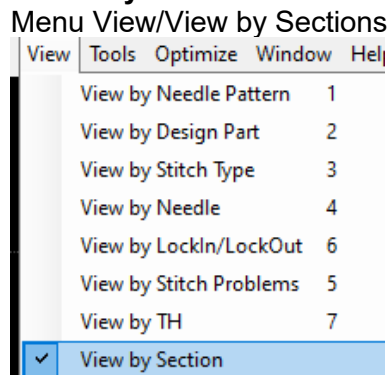 Menu View/View by Sections
View Tools Optimize Window Help
View by Needle Pattern 1
View by Design Part 2
View by Stitch Type 3
View by Needle 4
View by LockIn/LockOut 6
View by Stitch Problems 5
View by TH 7
View by Section